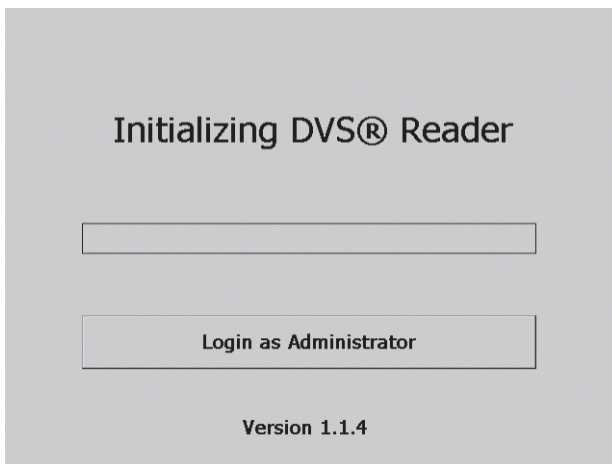 Initializing DVS® Reader
Login as Administrator
Version 1.1.4